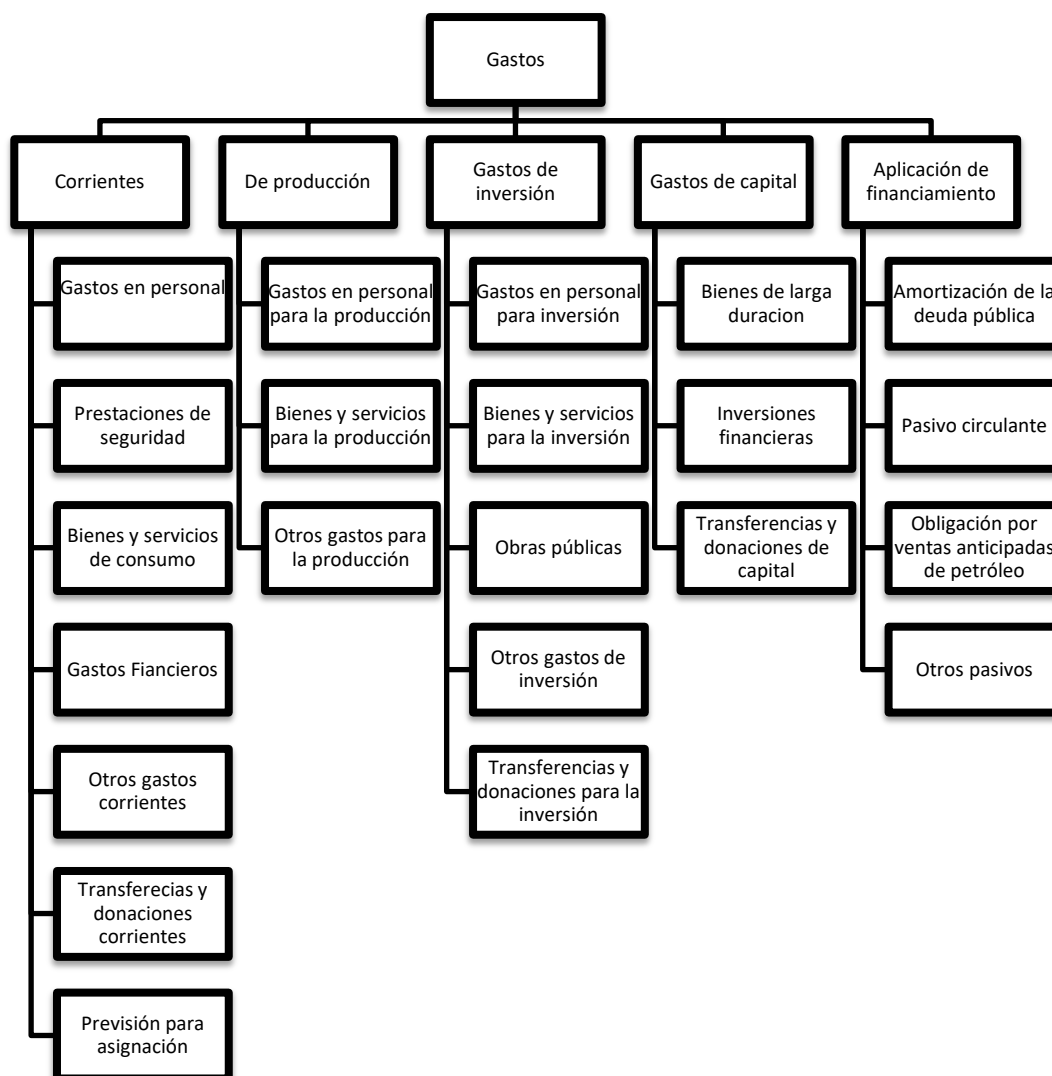 Gastos
Corrientes
De producción
Gastos de
inversión
Gastos de capital
Aplicación de
financiamiento
Gastos en personal
Prestaciones de
seguridad
Bienes y servicios
de consumo
Gastos Fiancieros
Otros gastos
corrientes
Transferecias y
donaciones
corrientes
Previsión para
asignación
Gastos en personal
para la producción
Bienes y servicios
para la producción
Otros gastos para
la producción
Gastos en personal
para inversión
Bienes y servicios
para la inversión
Obras públicas
Otros gastos de
inversión
Transferencias y
donaciones para la
inversión
Bienes de larga
duracion
Inversiones
financieras
Transferencias y
donaciones de
capital
Amortización de la
deuda pública
Pasivo circulante
Obligación por
ventas anticipadas
de petróleo
Otros pasivos